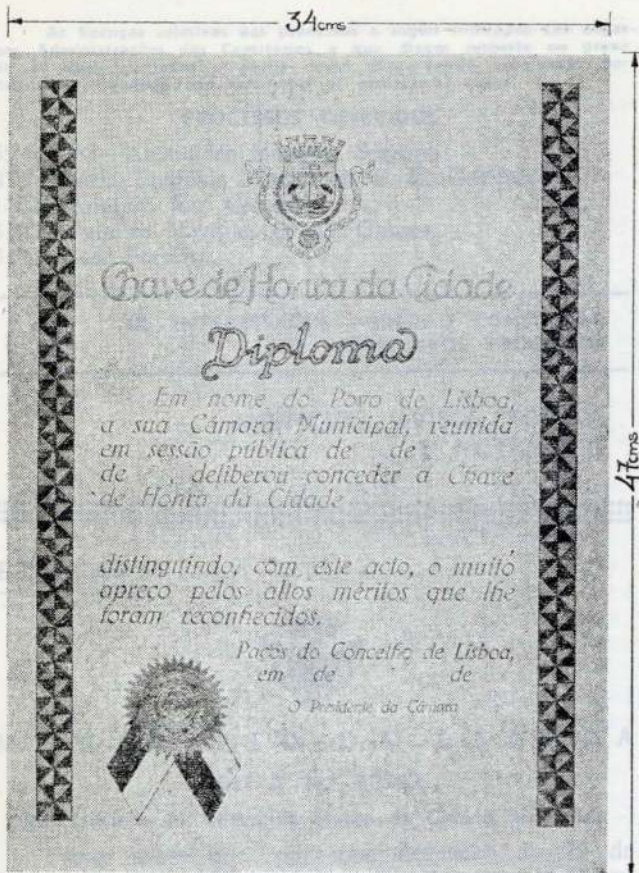 34cms
47cms
Chave de Honra da Cidade
Diploma
Em nome do Povo de Lisboa,
a sua Câmara Municipal, reunida
em sessão pública de de
de , deliberou conceder a Chave
de Honra da Cidade
distinguindo, com este acto, o muito
apreço pelos altos méritos que lhe
foram reconhecidos.
Paços do Concelho de Lisboa,
em de de
O Presidente da Câmara